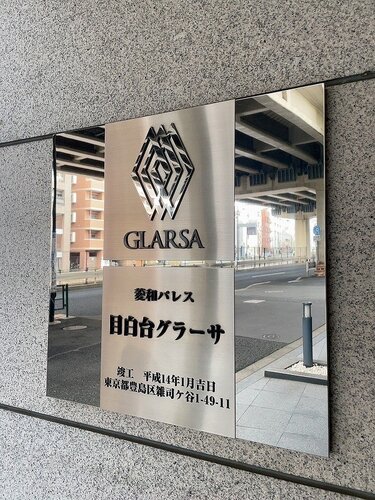 GLARSA
菱和パレス
目白台グラーサ
竣工　平成14年1月吉日
東京都豊島区雑司ケ谷1-49-11